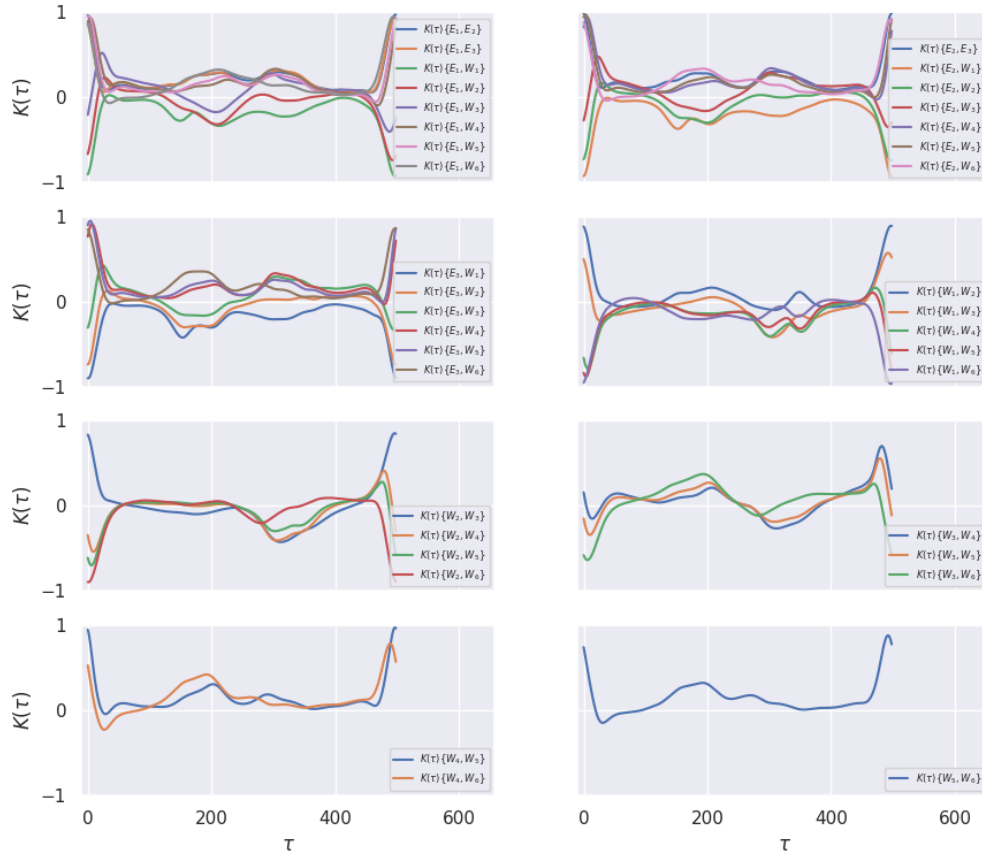 1
0
−1
K(τ)
K(τ){E₁, E₂}
K(τ){E₁, E₃}
K(τ){E₁, W₁}
K(τ){E₁, W₂}
K(τ){E₁, W₃}
K(τ){E₁, W₄}
K(τ){E₁, W₅}
K(τ){E₁, W₆}
K(τ){E₂, E₃}
K(τ){E₂, W₁}
K(τ){E₂, W₂}
K(τ){E₂, W₃}
K(τ){E₂, W₄}
K(τ){E₂, W₅}
K(τ){E₂, W₆}
1
0
−1
K(τ)
K(τ){E₃, W₁}
K(τ){E₃, W₂}
K(τ){E₃, W₃}
K(τ){E₃, W₄}
K(τ){E₃, W₅}
K(τ){E₃, W₆}
K(τ){W₁, W₂}
K(τ){W₁, W₃}
K(τ){W₁, W₄}
K(τ){W₁, W₅}
K(τ){W₁, W₆}
1
0
−1
K(τ)
K(τ){W₂, W₃}
K(τ){W₂, W₄}
K(τ){W₂, W₅}
K(τ){W₂, W₆}
K(τ){W₃, W₄}
K(τ){W₃, W₅}
K(τ){W₃, W₆}
1
0
−1
K(τ)
K(τ){W₄, W₅}
K(τ){W₄, W₆}
K(τ){W₅, W₆}
0 200 400 600
0 200 400 600
τ
τ